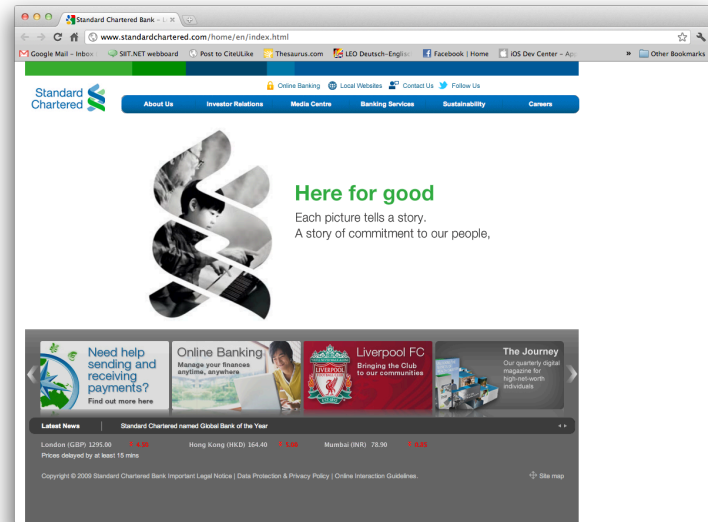 Standard Chartered Bank – L
www.standardchartered.com/home/en/index.html
Google Mail – Inbox SIIT.NET webboard Post to CiteULike Thesaurus.com LEO Deutsch-Englisc Facebook | Home iOS Dev Center – App » Other Bookmarks
Online Banking Local Websites Contact Us Follow Us
Standard
Chartered
About Us Investor Relations Media Centre Banking Services Sustainability Careers
Here for good
Each picture tells a story.
A story of commitment to our people,
Need help
sending and
receiving
payments?
Find out more here
Online Banking
Manage your finances
anytime, anywhere
Liverpool FC
Bringing the Club
to our communities
LIVERPOOL
The Journey
Our quarterly digital
magazine for
high-net-worth
individuals
Latest News Standard Chartered named Global Bank of the Year
London (GBP) 1295.00 Hong Kong (HKD) 164.40 Mumbai (INR) 78.90
Prices delayed by at least 15 mins
Copyright © 2009 Standard Chartered Bank Important Legal Notice | Data Protection & Privacy Policy | Online Interaction Guidelines. Site map